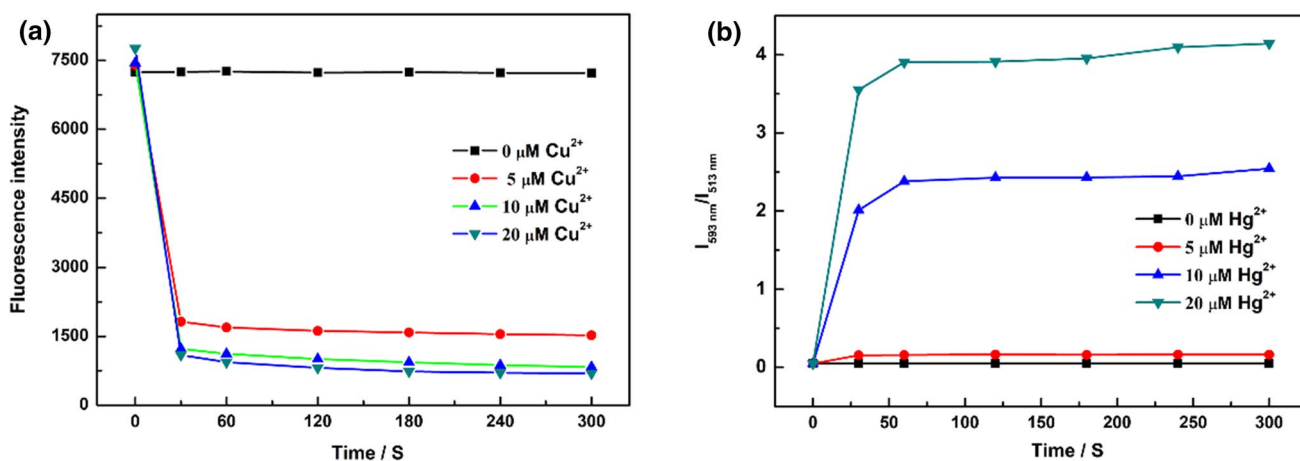 (a)
7500
6000
4500
3000
1500
0
Fluorescence intensity
0 μM Cu²⁺
5 μM Cu²⁺
10 μM Cu²⁺
20 μM Cu²⁺
0 60 120 180 240 300
Time / S
(b)
4
3
2
1
0
I₅₉₃ ₙₘ/I₅₁₃ ₙₘ
0 μM Hg²⁺
5 μM Hg²⁺
10 μM Hg²⁺
20 μM Hg²⁺
0 50 100 150 200 250 300
Time / S